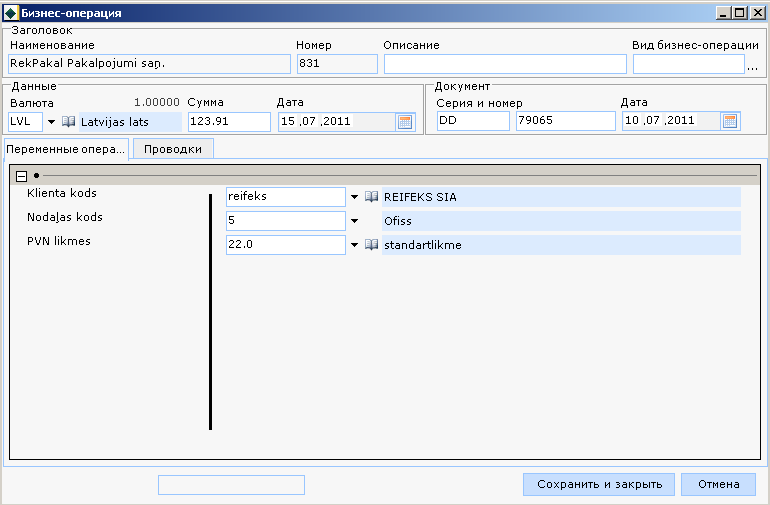 Бизнес-операция
Заголовок
Наименование Номер Описание Вид бизнес-операции
RekPakal Pakalpojumi saņ. 831 ...
Данные Документ
Валюта 1.00000 Сумма Дата Серия и номер Дата
LVL Latvijas lats 123.91 15 ,07 ,2011 DD 79065 10 ,07 ,2011
Переменные опера... Проводки
Klienta kods reifeks REIFEKS SIA
Nodaļas kods 5 Ofiss
PVN likmes 22.0 standartlikme
Сохранить и закрыть Отмена